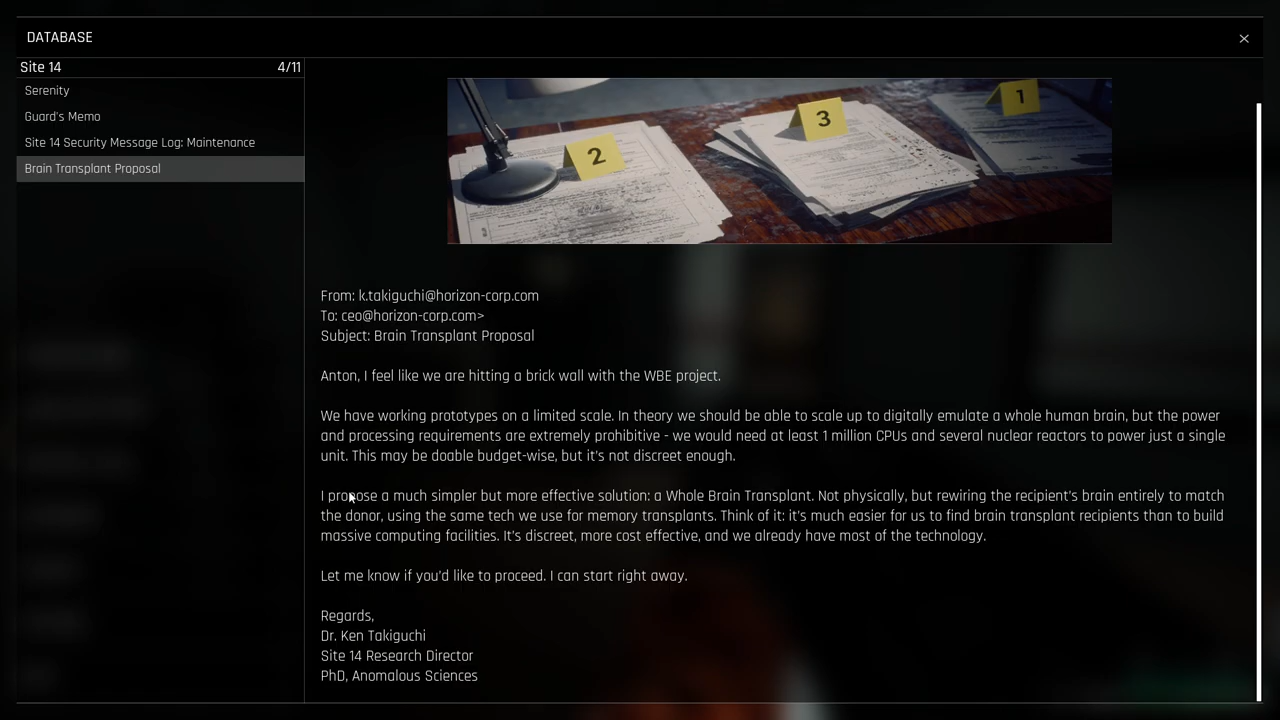 DATABASE
Site 14 4/11
Serenity
Guard's Memo
Site 14 Security Message Log: Maintenance
Brain Transplant Proposal
2
3
1
From: k.takiguchi@horizon-corp.com
To: ceo@horizon-corp.com>
Subject: Brain Transplant Proposal
Anton, I feel like we are hitting a brick wall with the WBE project.
We have working prototypes on a limited scale. In theory we should be able to scale up to digitally emulate a whole human brain, but the power
and processing requirements are extremely prohibitive - we would need at least 1 million CPUs and several nuclear reactors to power just a single
unit. This may be doable budget-wise, but it's not discreet enough.
I propose a much simpler but more effective solution: a Whole Brain Transplant. Not physically, but rewiring the recipient's brain entirely to match
the donor, using the same tech we use for memory transplants. Think of it: it's much easier for us to find brain transplant recipients than to build
massive computing facilities. It's discreet, more cost effective, and we already have most of the technology.
Let me know if you'd like to proceed. I can start right away.
Regards,
Dr. Ken Takiguchi
Site 14 Research Director
PhD, Anomalous Sciences